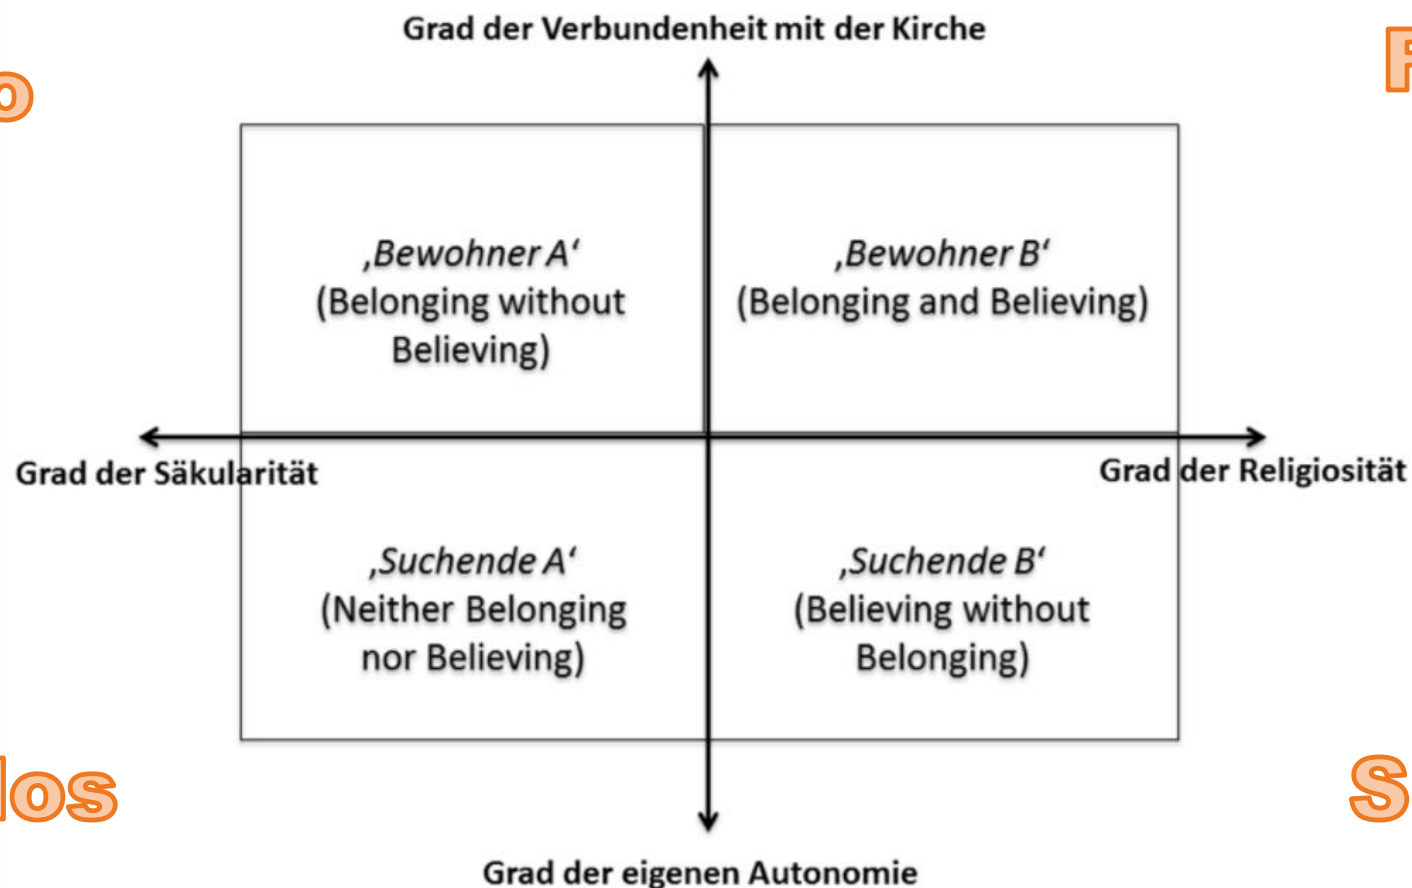 Grad der Verbundenheit mit der Kirche
‚Bewohner A‘
(Belonging without
Believing)
‚Bewohner B‘
(Belonging and Believing)
Grad der Säkularität
Grad der Religiosität
‚Suchende A‘
(Neither Belonging
nor Believing)
‚Suchende B‘
(Believing without
Belonging)
los
S
Grad der eigenen Autonomie